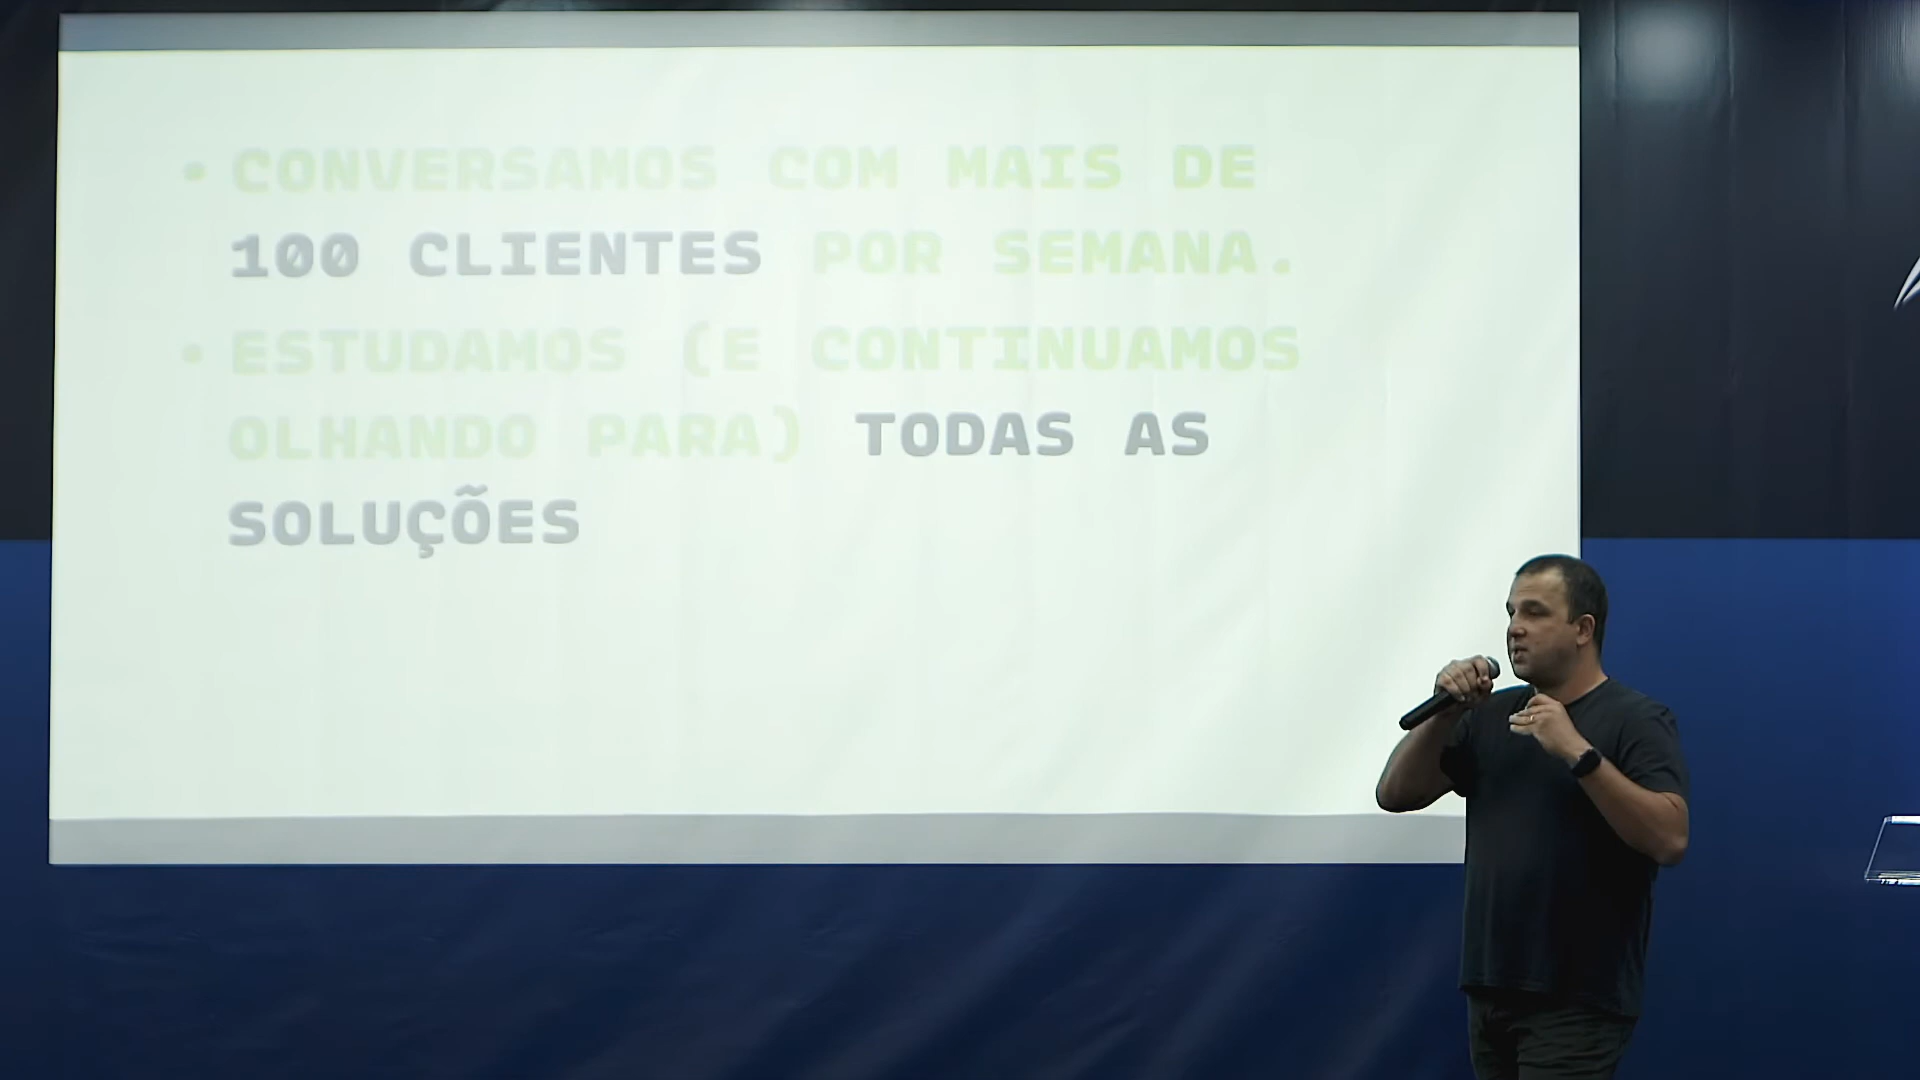 • CONVERSAMOS COM MAIS DE
100 CLIENTES POR SEMANA.
• ESTUDAMOS (E CONTINUAMOS
OLHANDO PARA) TODAS AS
SOLUÇÕES